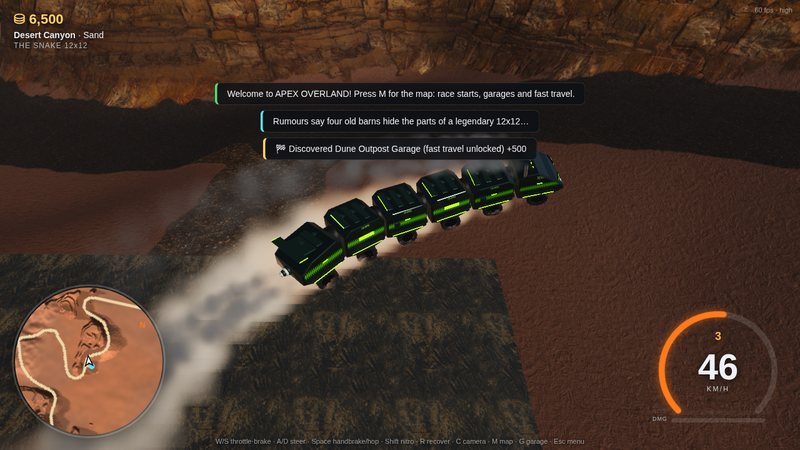 6,500
60 fps · high
Desert Canyon · Sand
THE SNAKE 12x12
Welcome to APEX OVERLAND! Press M for the map: race starts, garages and fast travel.
Rumours say four old barns hide the parts of a legendary 12x12…
Discovered Dune Outpost Garage (fast travel unlocked) +500
N
3
46
KM/H
DMG
W/S throttle·brake · A/D steer · Space handbrake/hop · Shift nitro · R recover · C camera · M map · G garage · Esc menu